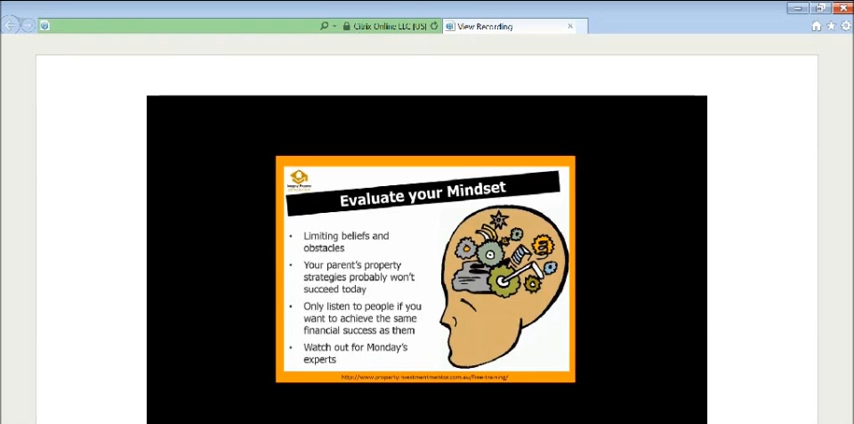 Citrix Online LLC [US]
View Recording
Evaluate your Mindset
• Limiting beliefs and
obstacles
• Your parent's property
strategies probably won't
succeed today
• Only listen to people if you
want to achieve the same
financial success as them
• Watch out for Monday's
experts